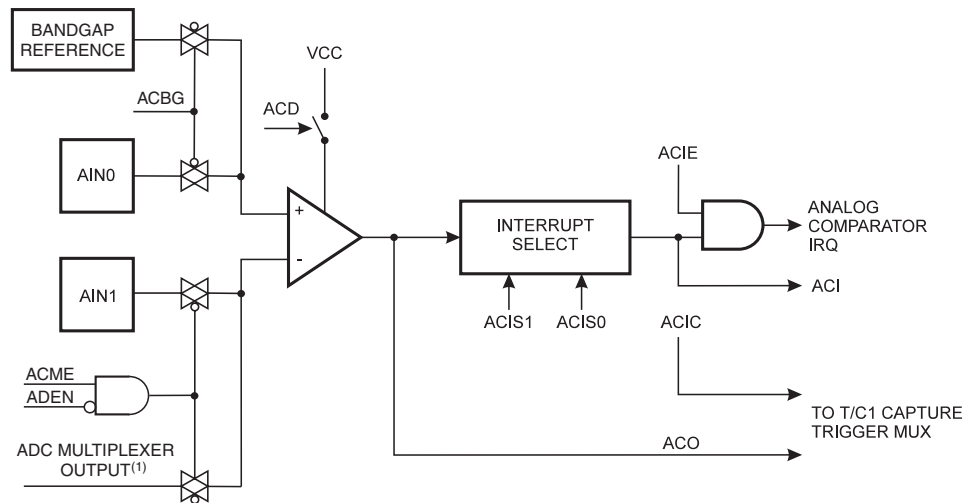 BANDGAP
REFERENCE
ACBG
VCC
ACD
AIN0
+
-
AIN1
ACME
ADEN
ADC MULTIPLEXER
OUTPUT(1)
INTERRUPT
SELECT
ACIS1 ACIS0
ACIE
ANALOG
COMPARATOR
IRQ
ACI
ACIC
TO T/C1 CAPTURE
TRIGGER MUX
ACO